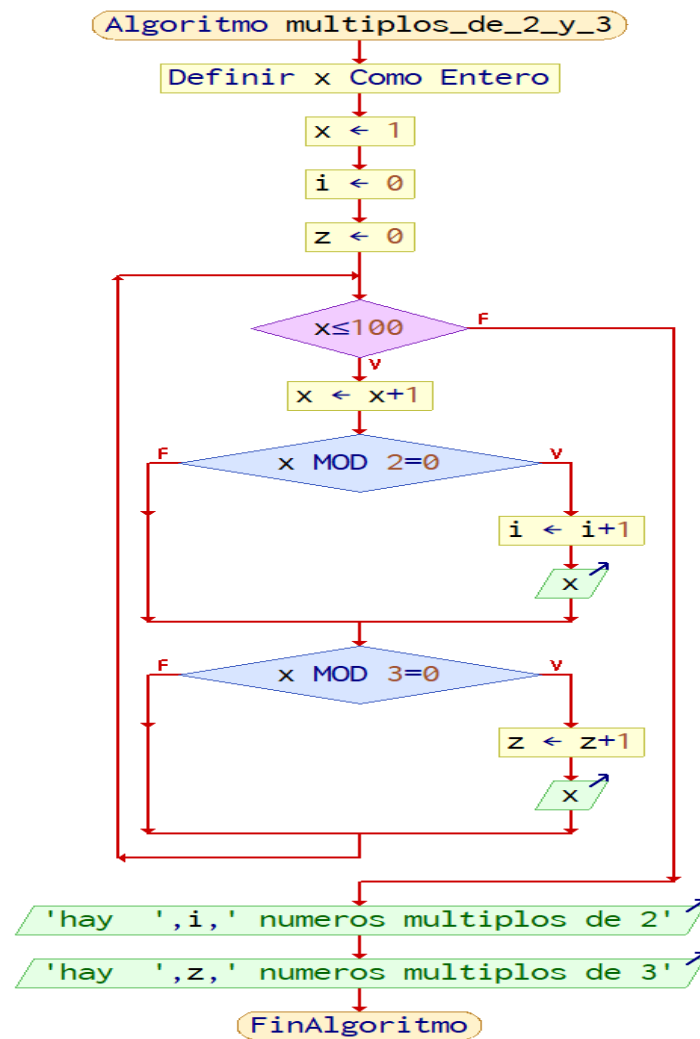 Algoritmo multiplos_de_2_y_3
Definir x Como Entero
x ← 1
i ← 0
z ← 0
x≤100
F
V
x ← x+1
F
x MOD 2=0
V
i ← i+1
x
F
x MOD 3=0
V
z ← z+1
x
'hay  ',i,' numeros multiplos de 2'
'hay  ',z,' numeros multiplos de 3'
FinAlgoritmo